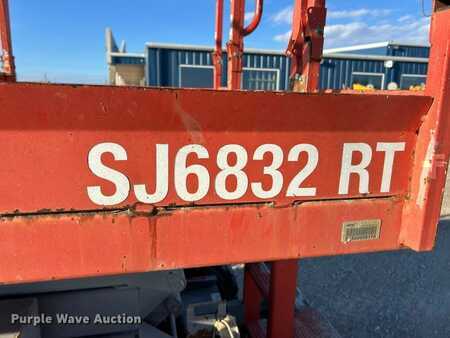 SJ6832 RT
Purple Wave Auction